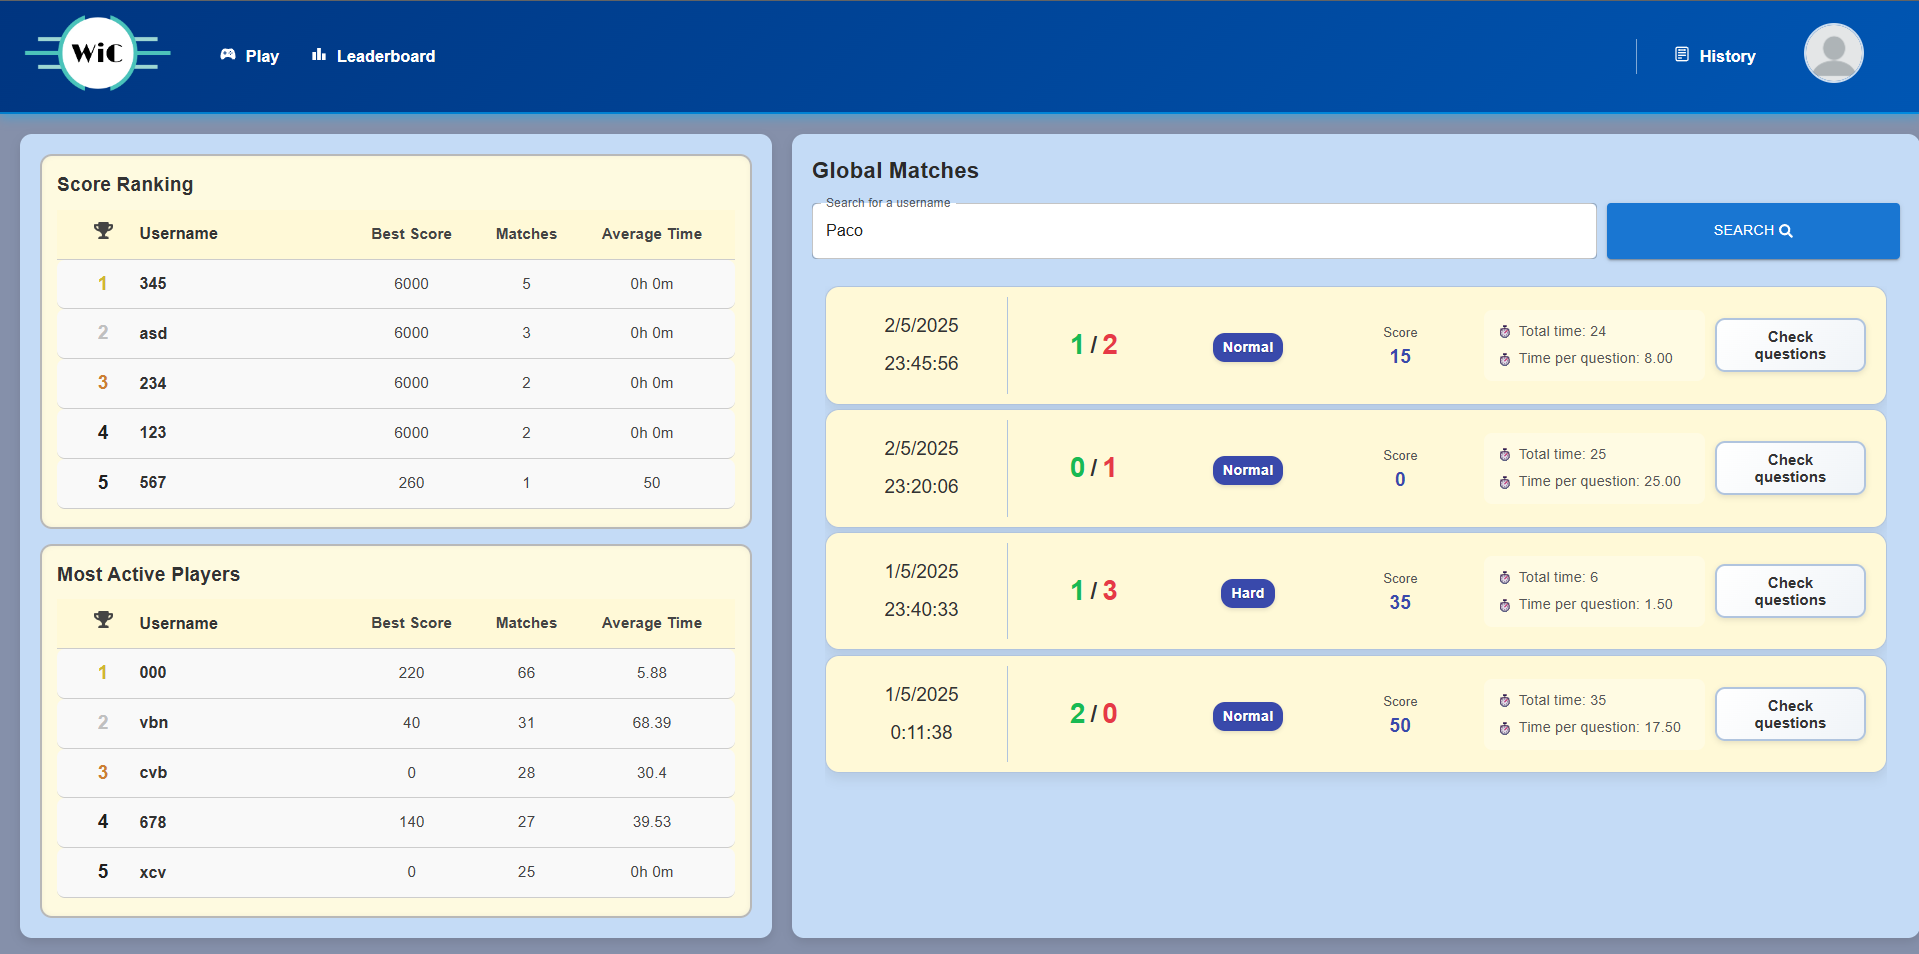 WiC
Play
Leaderboard
History
Score Ranking
Username Best Score Matches Average Time
1 345 6000 5 0h 0m
2 asd 6000 3 0h 0m
3 234 6000 2 0h 0m
4 123 6000 2 0h 0m
5 567 260 1 50
Most Active Players
Username Best Score Matches Average Time
1 000 220 66 5.88
2 vbn 40 31 68.39
3 cvb 0 28 30.4
4 678 140 27 39.53
5 xcv 0 25 0h 0m
Global Matches
Search for a username
Paco
SEARCH
2/5/2025
23:45:56
1 / 2
Normal
Score
15
Total time: 24
Time per question: 8.00
Check
questions
2/5/2025
23:20:06
0 / 1
Normal
Score
0
Total time: 25
Time per question: 25.00
Check
questions
1/5/2025
23:40:33
1 / 3
Hard
Score
35
Total time: 6
Time per question: 1.50
Check
questions
1/5/2025
0:11:38
2 / 0
Normal
Score
50
Total time: 35
Time per question: 17.50
Check
questions